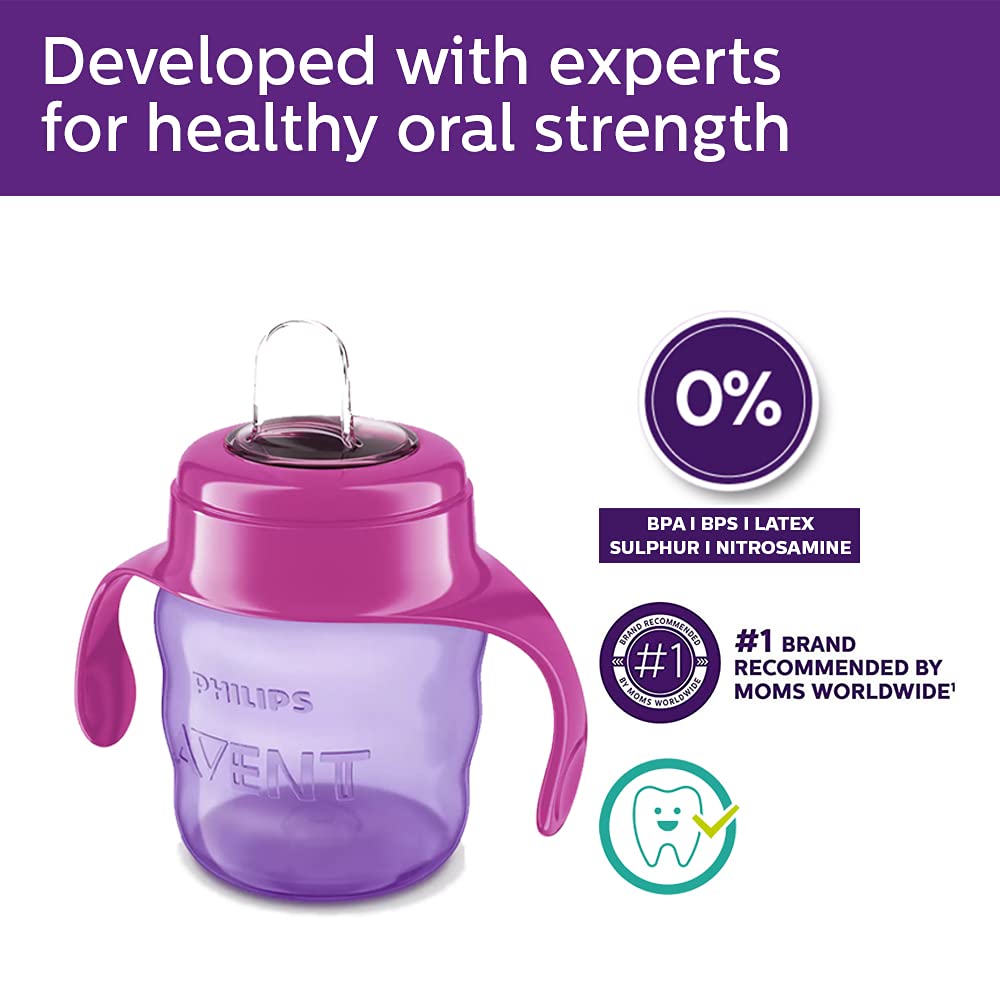 Developed with experts
for healthy oral strength
0%
BPA I BPS I LATEX
SULPHUR I NITROSAMINE
PHILIPS
AVENT
BRAND RECOMMENDED
#1
BY MOMS WORLDWIDE
#1 BRAND
RECOMMENDED BY
MOMS WORLDWIDE¹